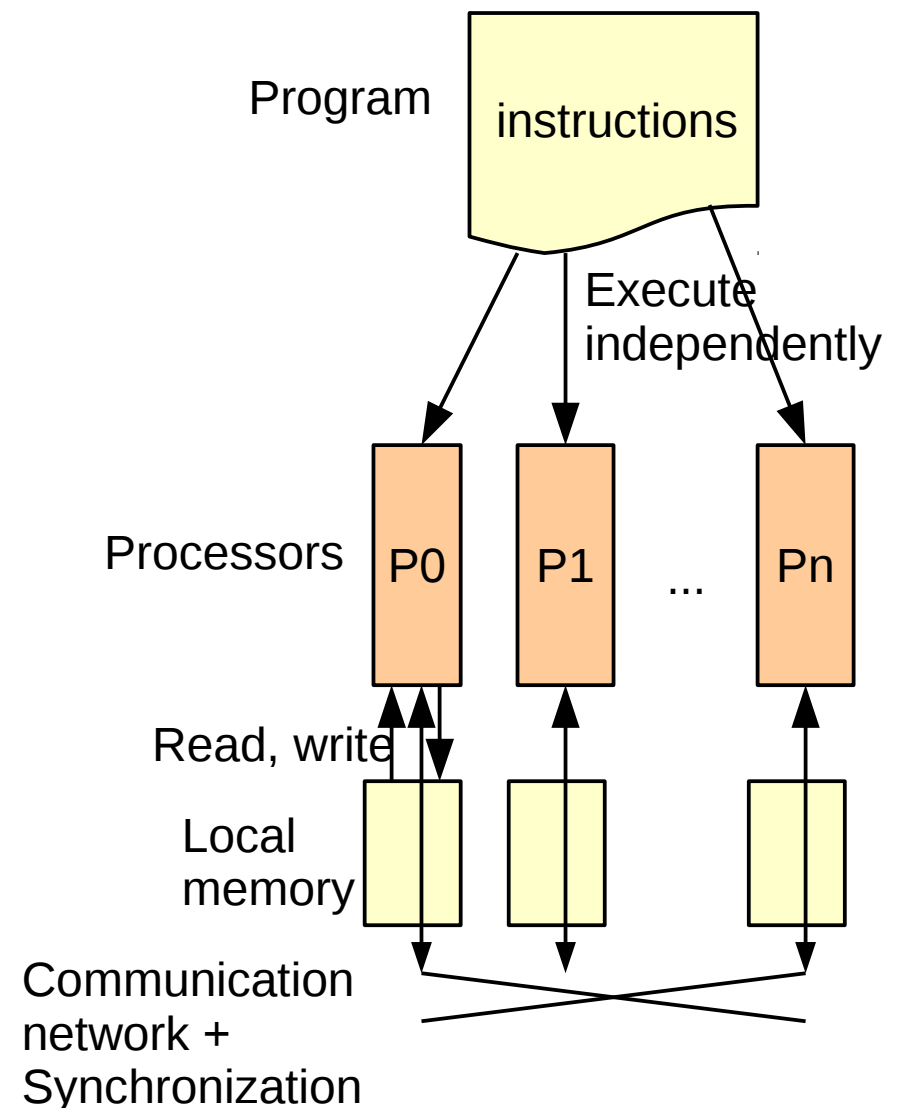 Program
instructions
Execute
independently
Processors
P0
P1
...
Pn
Read, write
Local
memory
Communication
network +
Synchronization